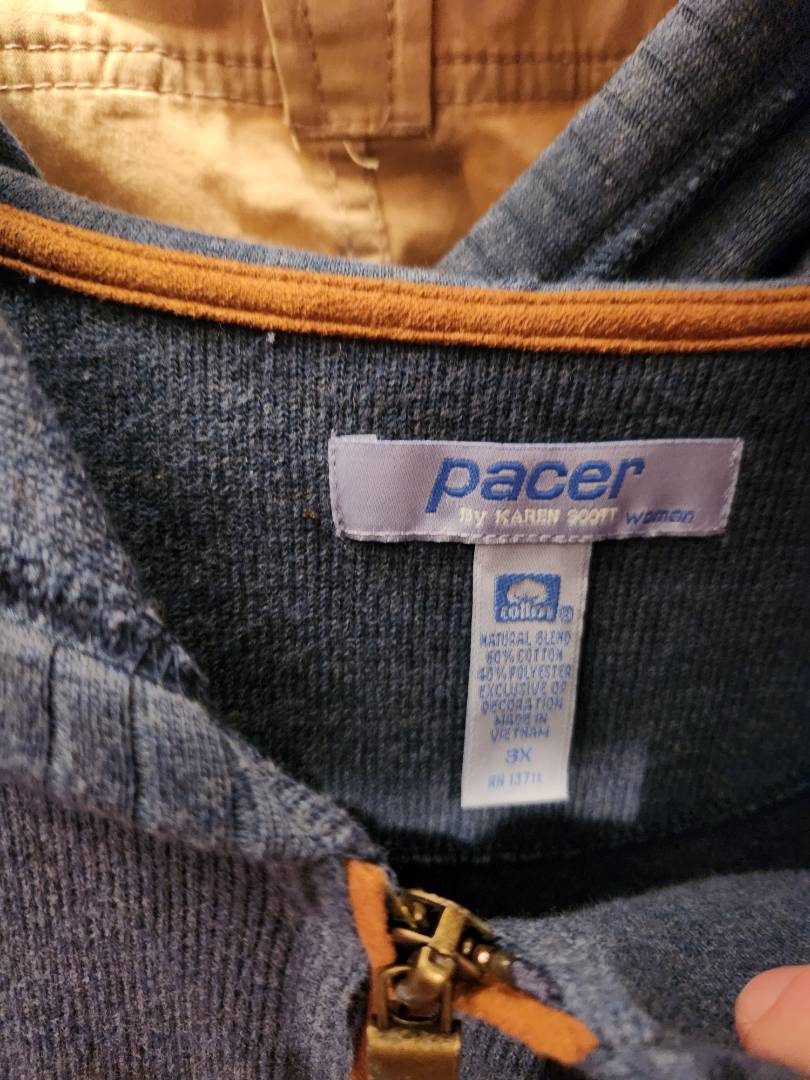 pacer
By KAREN SCOTT woman
cotton ®
NATURAL BLEND
60% COTTON
40% POLYESTER
EXCLUSIVE OF
DECORATION
MADE IN
VIETNAM
3X
RN 13711